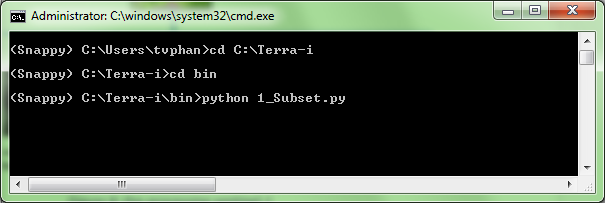 Administrator: C:\windows\system32\cmd.exe
(Snappy) C:\Users\tvphan>cd C:\Terra-i
(Snappy) C:\Terra-i>cd bin
(Snappy) C:\Terra-i\bin>python 1_Subset.py